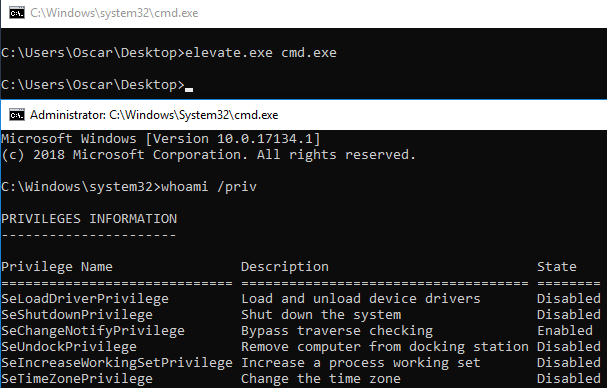 C:\Windows\system32\cmd.exe
C:\Users\Oscar\Desktop>elevate.exe cmd.exe
C:\Users\Oscar\Desktop>
Administrator: C:\Windows\System32\cmd.exe
Microsoft Windows [Version 10.0.17134.1]
(c) 2018 Microsoft Corporation. All rights reserved.
C:\Windows\system32>whoami /priv
PRIVILEGES INFORMATION
----------------------
Privilege Name                Description                          State
============================= ==================================== ========
SeLoadDriverPrivilege         Load and unload device drivers       Disabled
SeShutdownPrivilege           Shut down the system                 Disabled
SeChangeNotifyPrivilege       Bypass traverse checking             Enabled
SeUndockPrivilege             Remove computer from docking station Disabled
SeIncreaseWorkingSetPrivilege Increase a process working set       Disabled
SeTimeZonePrivilege           Change the time zone                 Disabled